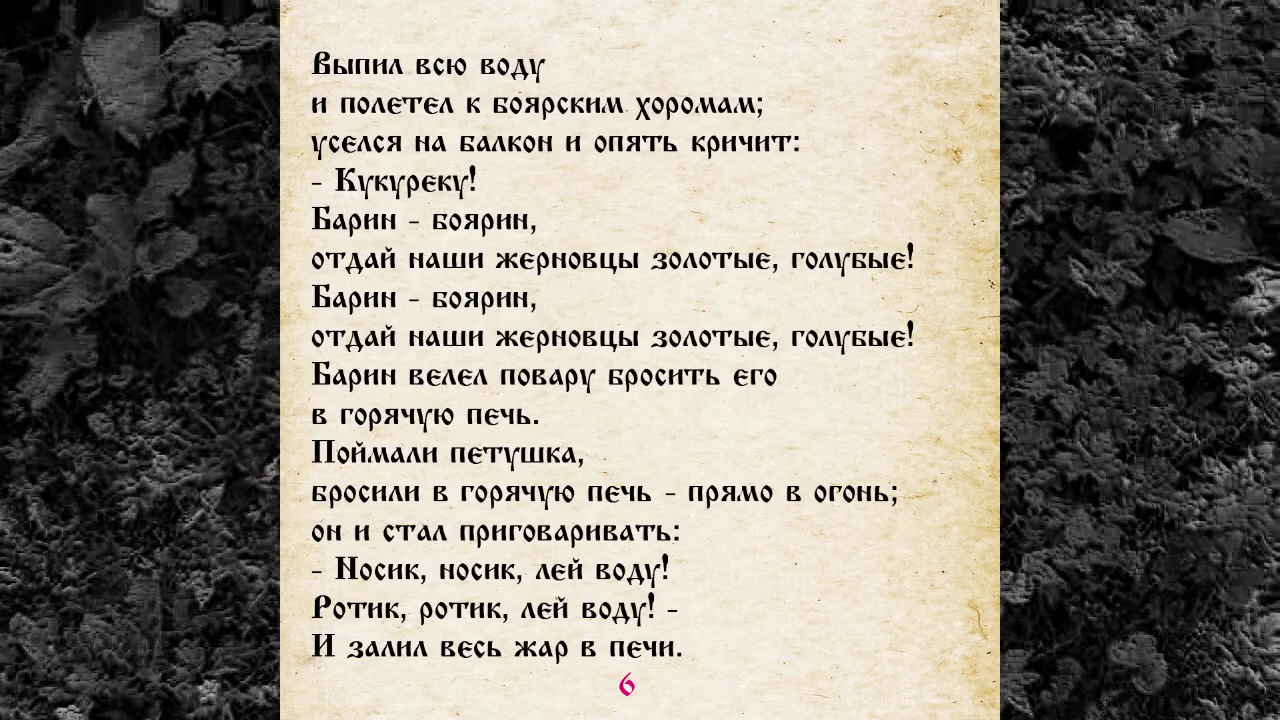 Выпил всю воду
и полетел к боярским хоромам;
уселся на балкон и опять кричит:
- Кукуреку!
Барин - боярин,
отдай наши жерновцы золотые, голубые!
Барин - боярин,
отдай наши жерновцы золотые, голубые!
Барин велел повару бросить его
в горячую печь.
Поймали петушка,
бросили в горячую печь - прямо в огонь;
он и стал приговаривать:
- Носик, носик, лей воду!
Ротик, ротик, лей воду! -
И залил весь жар в печи.
6